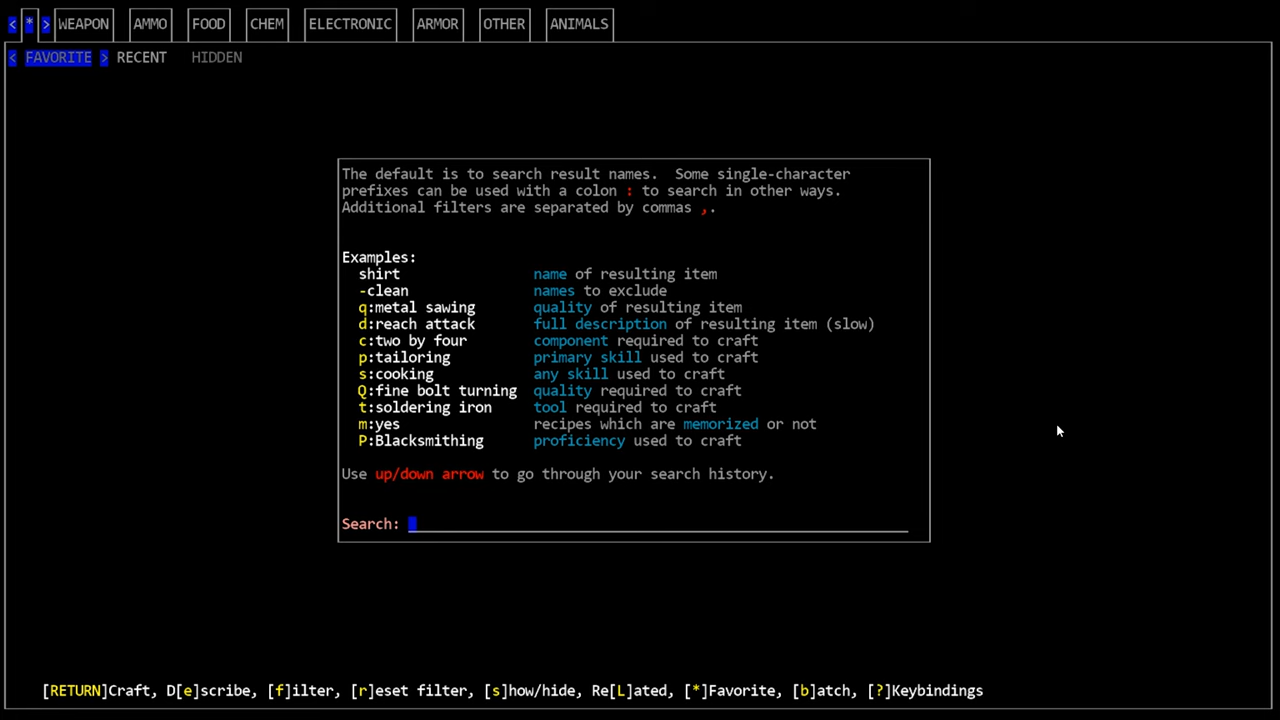 < * > WEAPON AMMO FOOD CHEM ELECTRONIC ARMOR OTHER ANIMALS
< FAVORITE > RECENT HIDDEN
The default is to search result names. Some single-character
prefixes can be used with a colon : to search in other ways.
Additional filters are separated by commas ,.
Examples:
shirt name of resulting item
-clean names to exclude
q:metal sawing quality of resulting item
d:reach attack full description of resulting item (slow)
c:two by four component required to craft
p:tailoring primary skill used to craft
s:cooking any skill used to craft
Q:fine bolt turning quality required to craft
t:soldering iron tool required to craft
m:yes recipes which are memorized or not
P:Blacksmithing proficiency used to craft
Use up/down arrow to go through your search history.
Search:
[RETURN]Craft, D[e]scribe, [f]ilter, [r]eset filter, [s]how/hide, Re[L]ated, [*]Favorite, [b]atch, [?]Keybindings